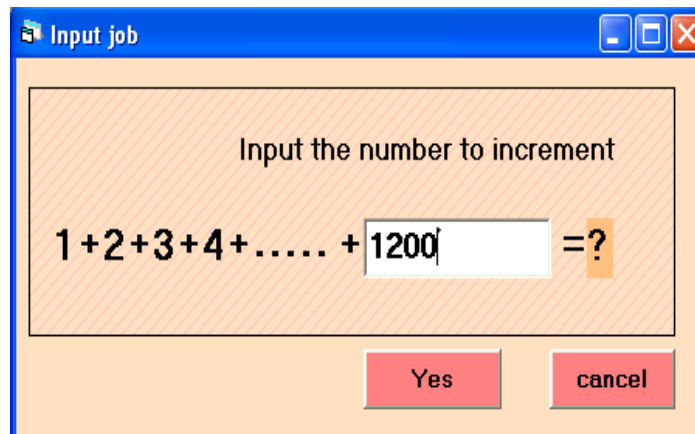 Input job
Input the number to increment
1+2+3+4+..... +1200 =?
Yes cancel